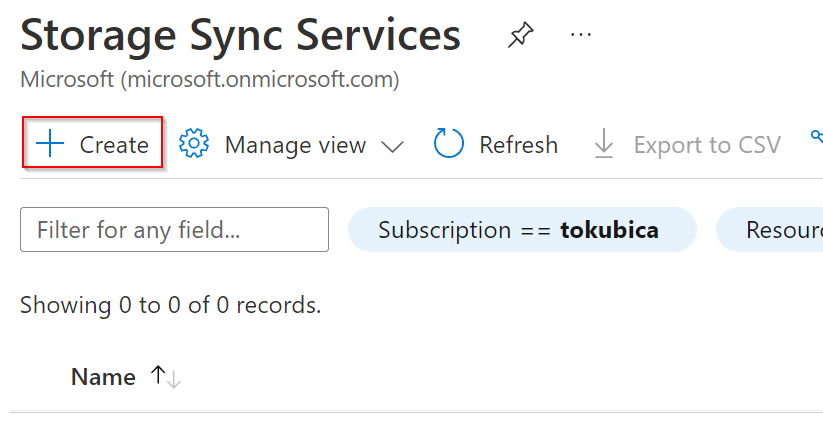 Storage Sync Services
Microsoft (microsoft.onmicrosoft.com)
Create Manage view Refresh Export to CSV
Filter for any field... Subscription == tokubica Resourc
Showing 0 to 0 of 0 records.
Name